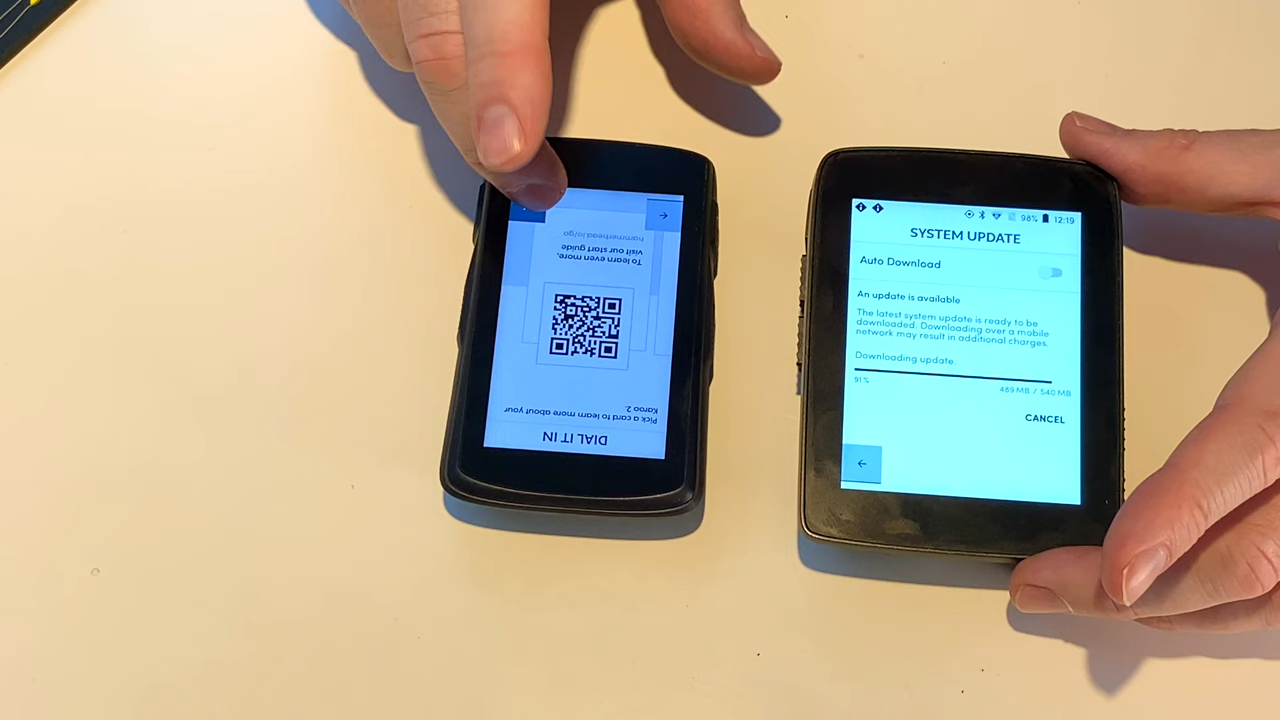 DIAL IT IN
Pick a card to learn more about your
Karoo 2.
To learn even more,
visit our start guide
hammerhead.io/go
98% 12:19
SYSTEM UPDATE
Auto Download
An update is available
The latest system update is ready to be
downloaded. Downloading over a mobile
network may result in additional charges.
Downloading update.
91% 489 MB / 540 MB
CANCEL